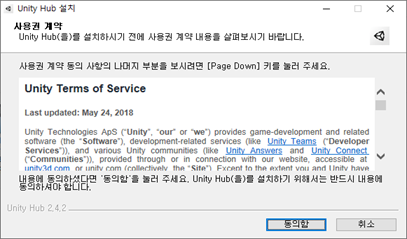 Unity Hub 설치
사용권 계약
Unity Hub(을)를 설치하시기 전에 사용권 계약 내용을 살펴보시기 바랍니다.
사용권 계약 동의 사항의 나머지 부분을 보시려면 [Page Down] 키를 눌러 주세요.
Unity Terms of Service
Last updated: May 24, 2018
Unity Technologies ApS (“Unity”, “our” or “we”) provides game-development and related
software (the “Software”), development-related services (like Unity Teams (“Developer
Services”)), and various Unity communities (like Unity Answers and Unity Connect
(“Communities”)), provided through or in connection with our website, accessible at
unity3d.com or unity.com (collectively, the “Site”). Except to the extent you and Unity have
내용에 동의하셨다면 '동의함'을 눌러 주세요. Unity Hub(을)를 설치하기 위해서는 반드시 내용에
동의하셔야 합니다.
Unity Hub 2.4.2
동의함
취소